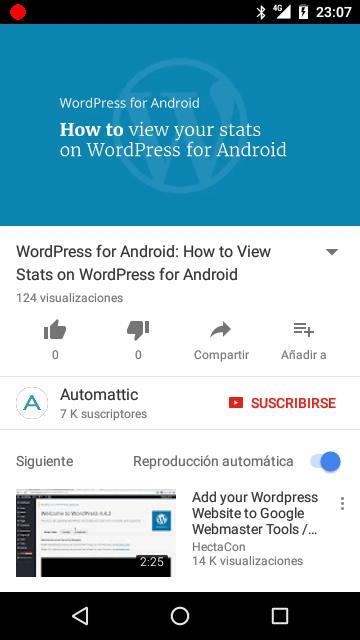 4G 23:07
WordPress for Android
How to view your stats
on WordPress for Android
WordPress for Android: How to View
Stats on WordPress for Android
124 visualizaciones
0 0 Compartir Añadir a
Automattic
7 K suscriptores
SUSCRIBIRSE
Siguiente Reproducción automática
Welcome to WordPress 4.4.2
2:25
Add your Wordpress
Website to Google
Webmaster Tools /...
HectaCon
14 K visualizaciones